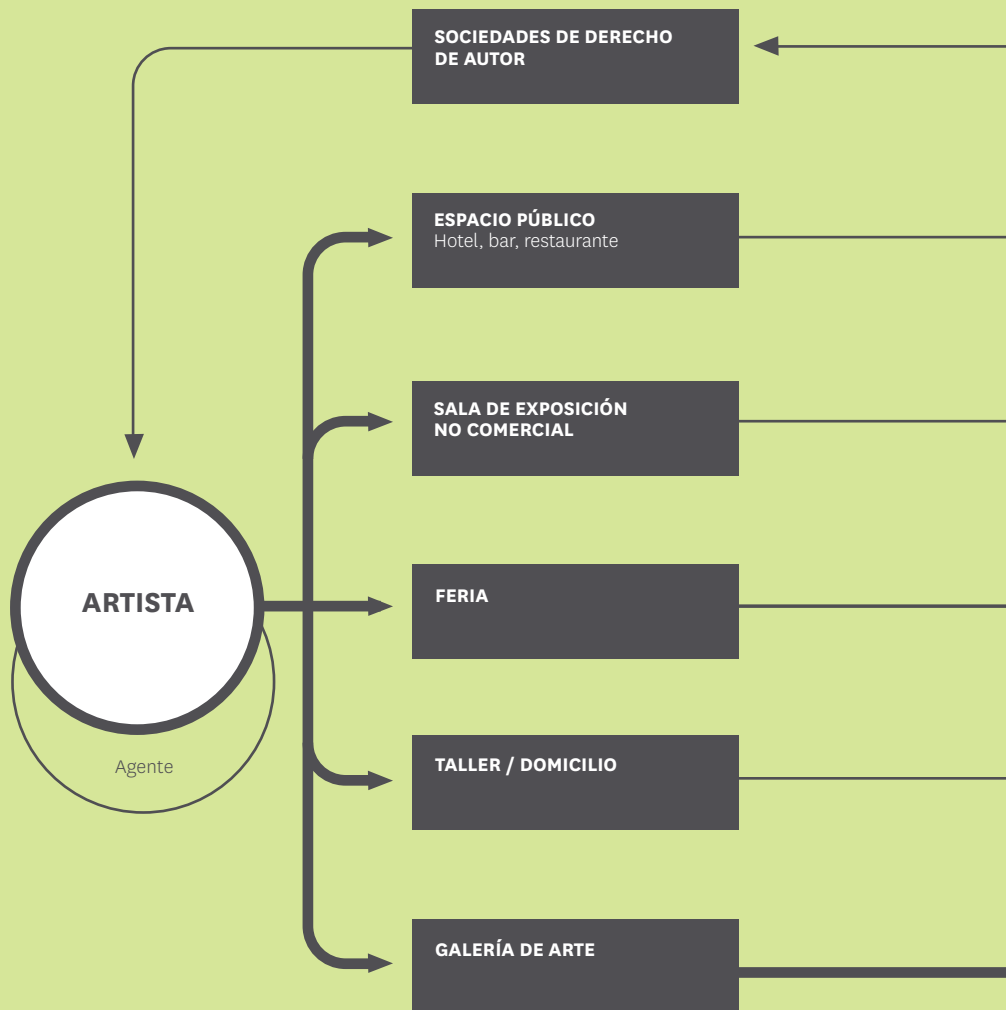 SOCIEDADES DE DERECHO
DE AUTOR
ESPACIO PÚBLICO
Hotel, bar, restaurante
SALA DE EXPOSICIÓN
NO COMERCIAL
ARTISTA
FERIA
Agente
TALLER / DOMICILIO
GALERÍA DE ARTE